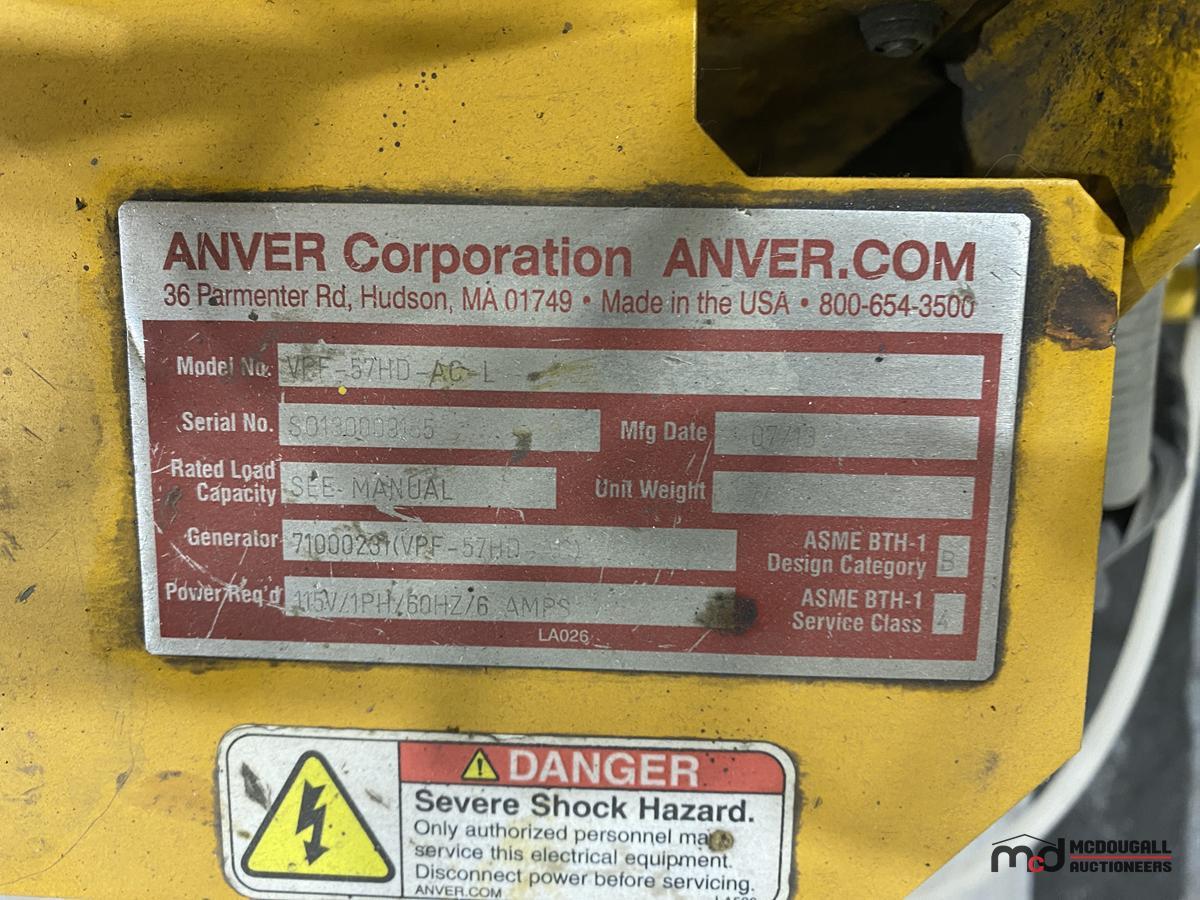 ANVER Corporation ANVER.COM
36 Parmenter Rd, Hudson, MA 01749 • Made in the USA • 800-654-3500
Model No. VPF-57HD-AC-L
Serial No.
Mfg Date 07/13
Rated Load Capacity SEE MANUAL
Unit Weight
Generator
ASME BTH-1
Design Category B
Power Req'd 115V/1PH/60HZ/6 AMPS
ASME BTH-1
Service Class 4
LA026
DANGER
Severe Shock Hazard.
Only authorized personnel may
service this electrical equipment.
Disconnect power before servicing.
ANVER.COM
mcd MCDOUGALL
AUCTIONEERS